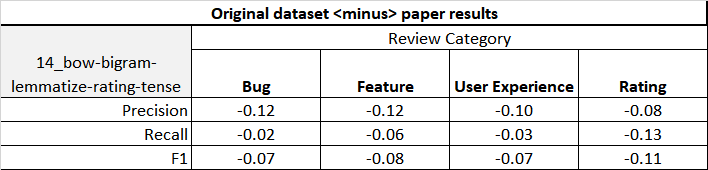 Original dataset <minus> paper results
14_bow-bigram-lemmatize-rating-tense
Review Category
Bug Feature User Experience Rating
Precision -0.12 -0.12 -0.10 -0.08
Recall -0.02 -0.06 -0.03 -0.13
F1 -0.07 -0.08 -0.07 -0.11